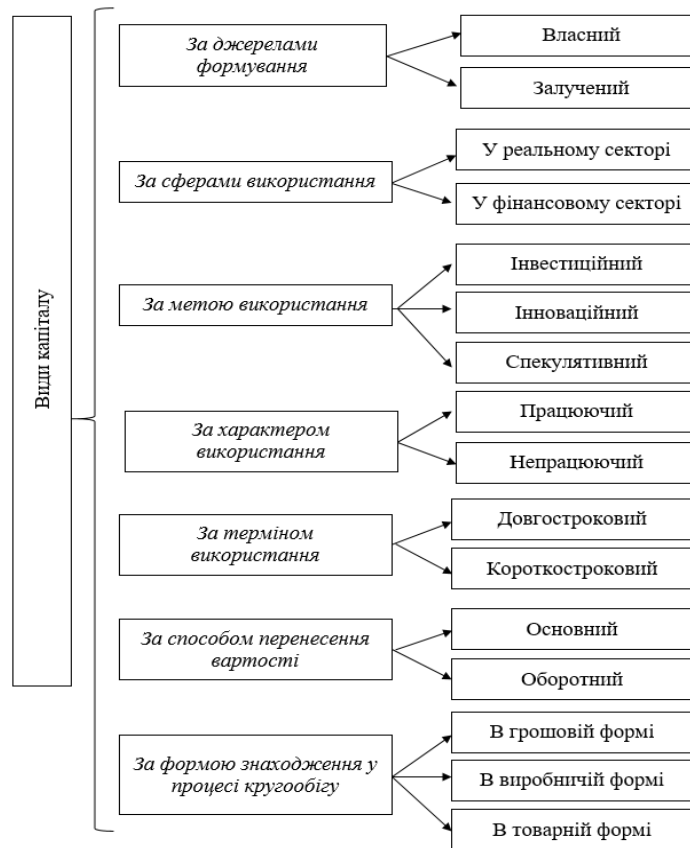 Види капіталу
За джерелами
формування
Власний
Залучений
За сферами використання
У реальному секторі
У фінансовому секторі
За метою використання
Інвестиційний
Інноваційний
Спекулятивний
За характером
використання
Працюючий
Непрацюючий
За терміном
використання
Довгостроковий
Короткостроковий
За способом перенесення
вартості
Основний
Оборотний
За формою знаходження у
процесі кругообігу
В грошовій формі
В виробничій формі
В товарній формі